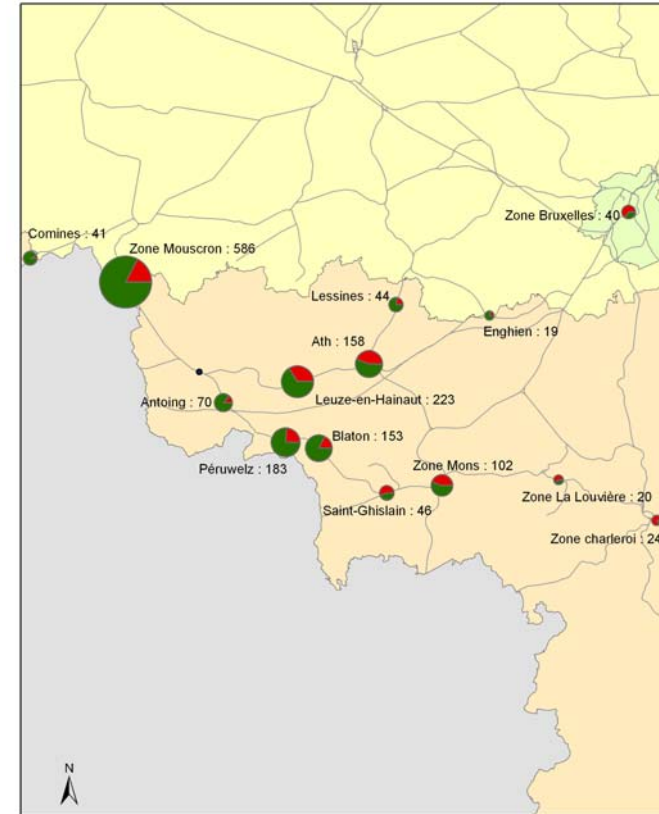 Comines : 41
Zone Mouscron : 586
Zone Bruxelles : 40
Lessines : 44
Enghien : 19
Ath : 158
Leuze-en-Hainaut : 223
Antoing : 70
Blaton : 153
Péruwelz : 183
Zone Mons : 102
Zone La Louvière : 20
Saint-Ghislain : 46
Zone charleroi : 24
N